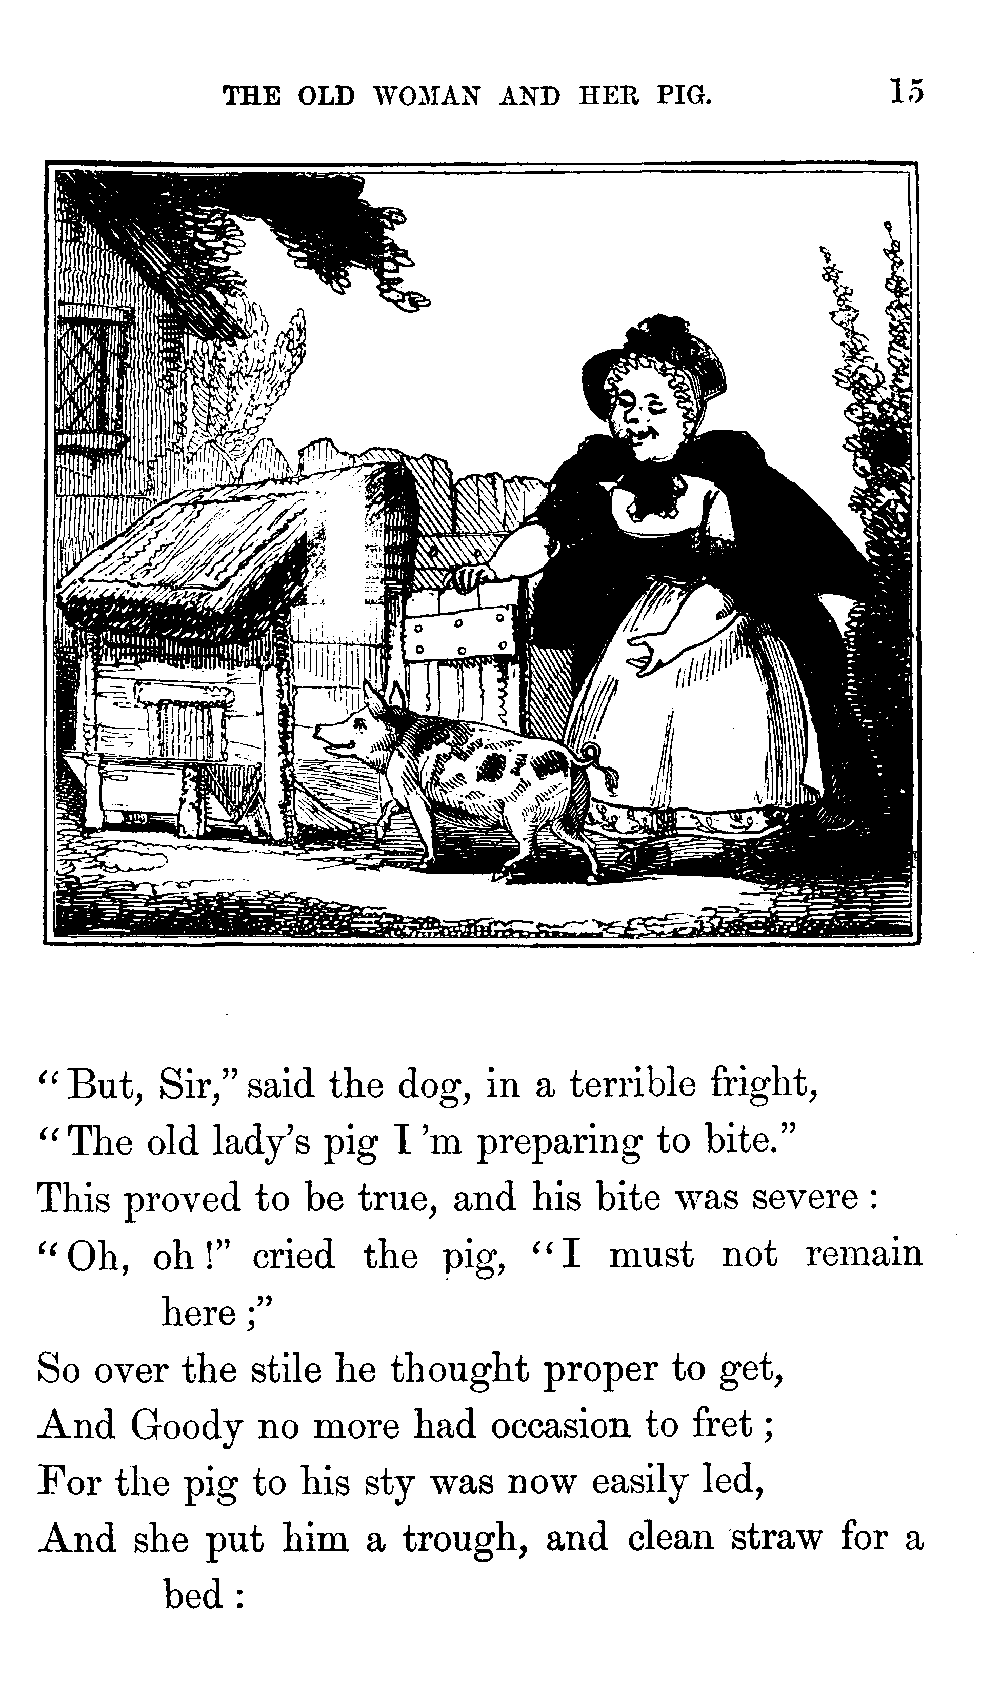 THE OLD WOMAN AND HER PIG. 15
“But, Sir,” said the dog, in a terrible fright,
“The old lady’s pig I ’m preparing to bite.”
This proved to be true, and his bite was severe :
“Oh, oh !” cried the pig, “I must not remain
here ;”
So over the stile he thought proper to get,
And Goody no more had occasion to fret ;
For the pig to his sty was now easily led,
And she put him a trough, and clean straw for a
bed :